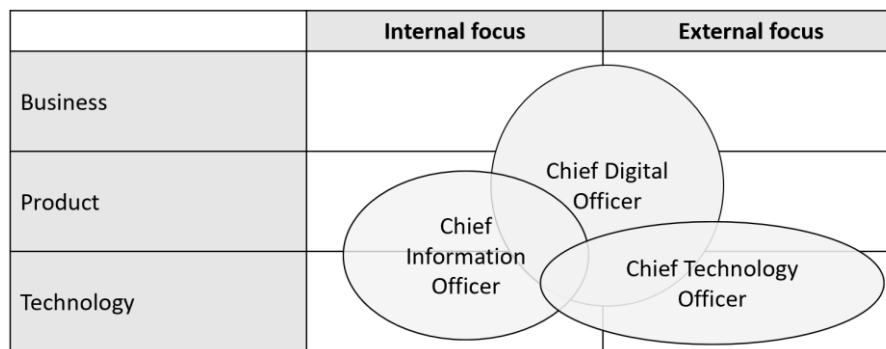 Internal focus
External focus
Business
Chief Digital
Officer
Product
Chief
Information
Officer
Chief Technology
Officer
Technology